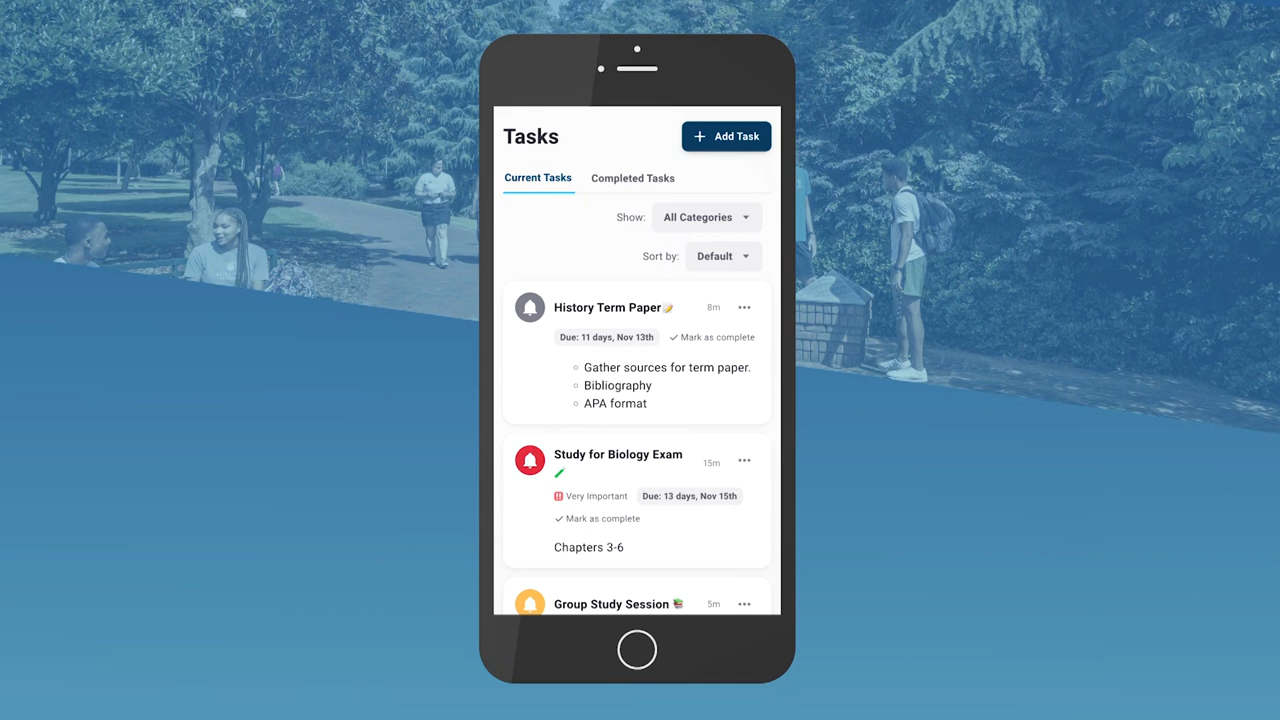 Tasks
+ Add Task
Current Tasks
Completed Tasks
Show: All Categories
Sort by: Default
History Term Paper📝 8m •••
Due: 11 days, Nov 13th ✓ Mark as complete
○ Gather sources for term paper.
○ Bibliography
○ APA format
Study for Biology Exam 15m •••
🧪
‼ Very Important Due: 13 days, Nov 15th
✓ Mark as complete
Chapters 3-6
Group Study Session 📚 5m •••